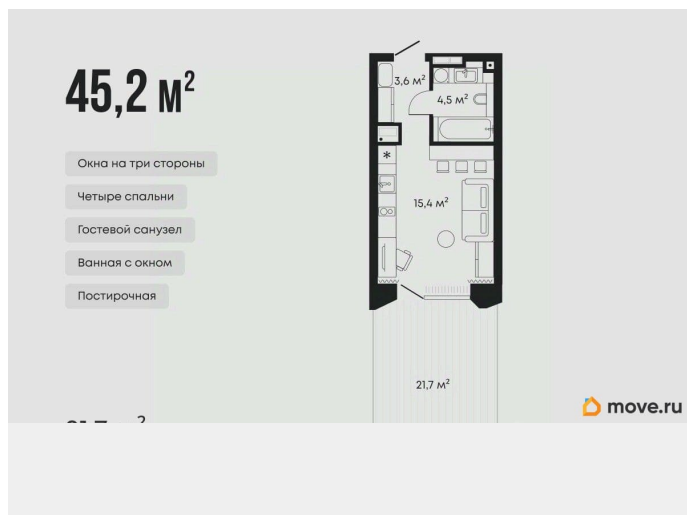 45,2 м²
Окна на три стороны
Четыре спальни
Гостевой санузел
Ванная с окном
Постирочная
3,6 м²
4,5 м²
*
15,4 м²
21,7 м²
move.ru